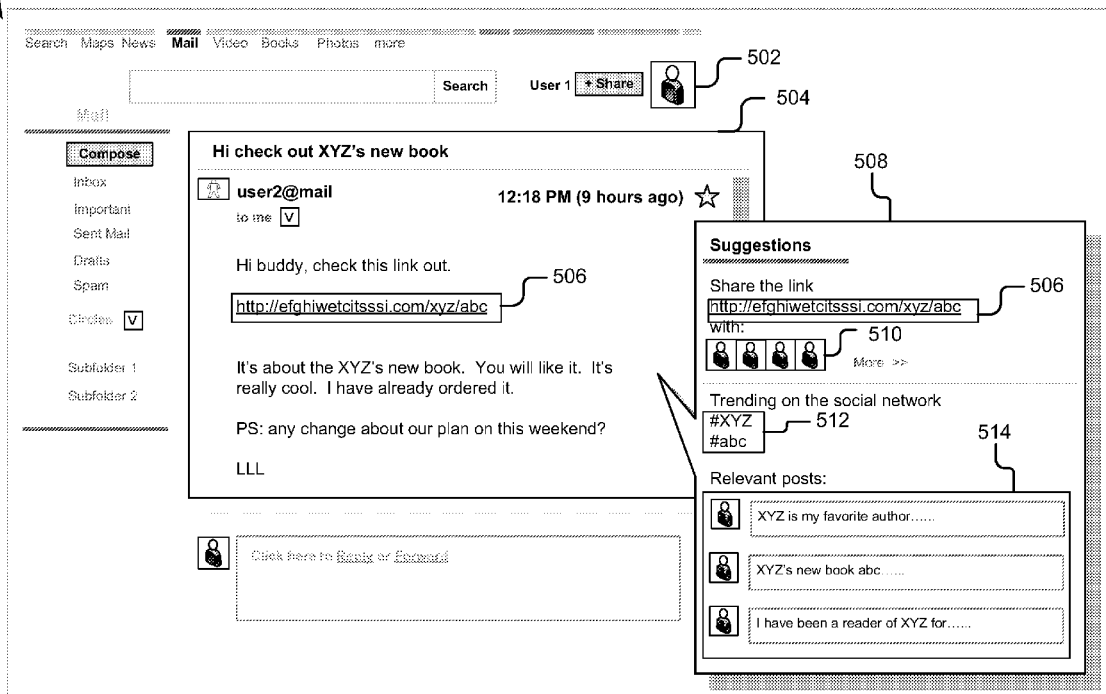 Search Maps News Mail Video Books Photos more
502
Search User 1 + Share
504
Mail
Compose
Hi check out XYZ's new book
508
Inbox
user2@mail 12:18 PM (9 hours ago)
to me V
Important
Sent Mail
Drafts
Spam
Circles V
Subfolder 1
Subfolder 2
Hi buddy, check this link out.
506
http://efghiwetcitsssi.com/xyz/abc
It's about the XYZ's new book. You will like it. It's
really cool. I have already ordered it.
PS: any change about our plan on this weekend?
LLL
Click here to Reply or Forward
Suggestions
Share the link
506
http://efghiwetcitsssi.com/xyz/abc
with:
510
More >>
Trending on the social network
#XYZ
512
#abc
514
Relevant posts:
XYZ is my favorite author......
XYZ's new book abc......
I have been a reader of XYZ for......